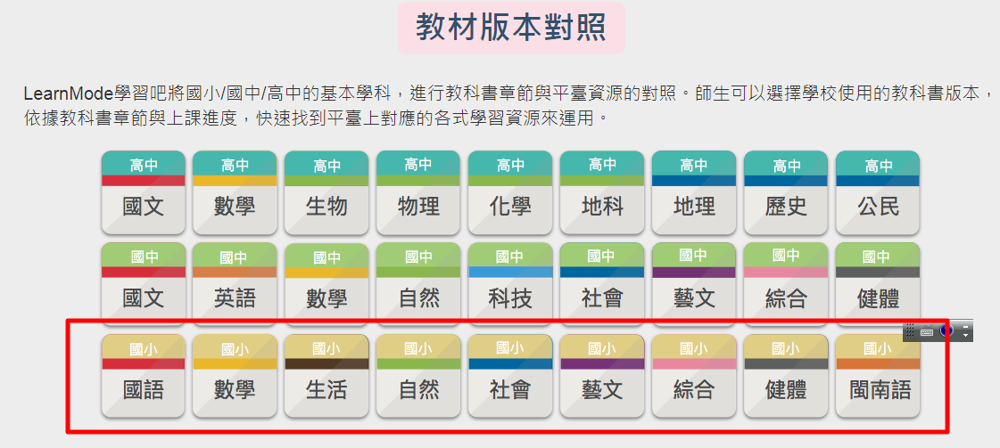 教材版本對照
LearnMode學習吧將國小/國中/高中的基本學科，進行教科書章節與平臺資源的對照。師生可以選擇學校使用的教科書版本，
依據教科書章節與上課進度，快速找到平臺上對應的各式學習資源來運用。
高中 高中 高中 高中 高中 高中 高中 高中 高中
國文 數學 生物 物理 化學 地科 地理 歷史 公民
國中 國中 國中 國中 國中 國中 國中 國中 國中
國文 英語 數學 自然 科技 社會 藝文 綜合 健體
國小 國小 國小 國小 國小 國小 國小 國小 國小
國語 數學 生活 自然 社會 藝文 綜合 健體 閩南語